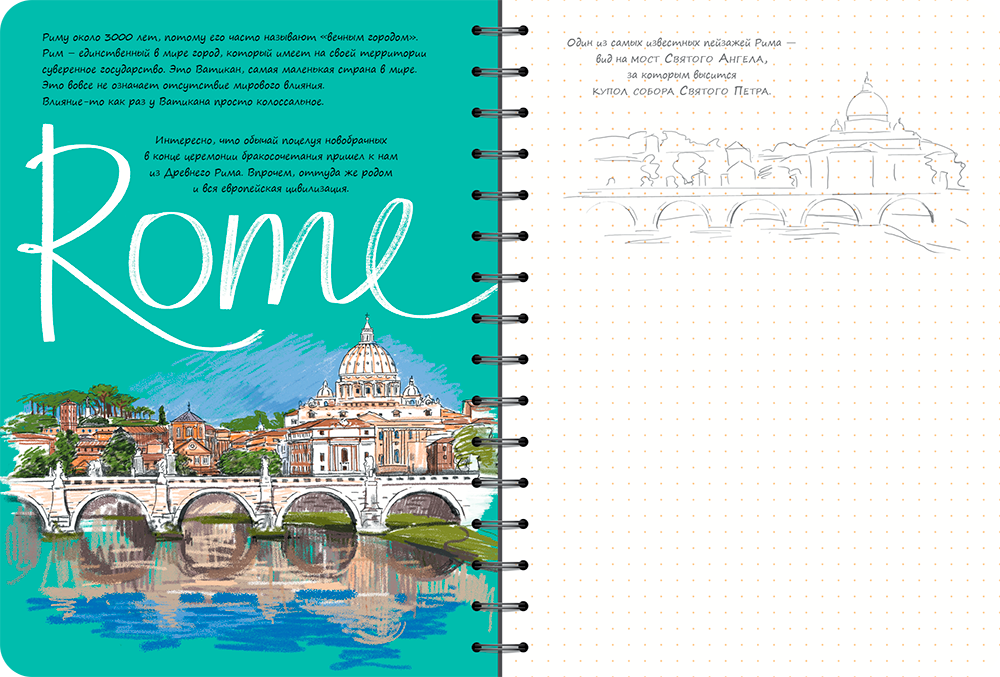 Риму около 3000 лет, потому его часто называют «вечным городом».
Рим – единственный в мире город, который имеет на своей территории
суверенное государство. Это Ватикан, самая маленькая страна в мире.
Это вовсе не означает отсутствие мирового влияния.
Влияние-то как раз у Ватикана просто колоссальное.
Интересно, что обычай поцелуя новобрачных
в конце церемонии бракосочетания пришел к нам
из Древнего Рима. Впрочем, оттуда же родом
и вся европейская цивилизация.
Rome
Один из самых известных пейзажей Рима –
вид на мост Святого Ангела,
за которым высится
купол собора Святого Петра.